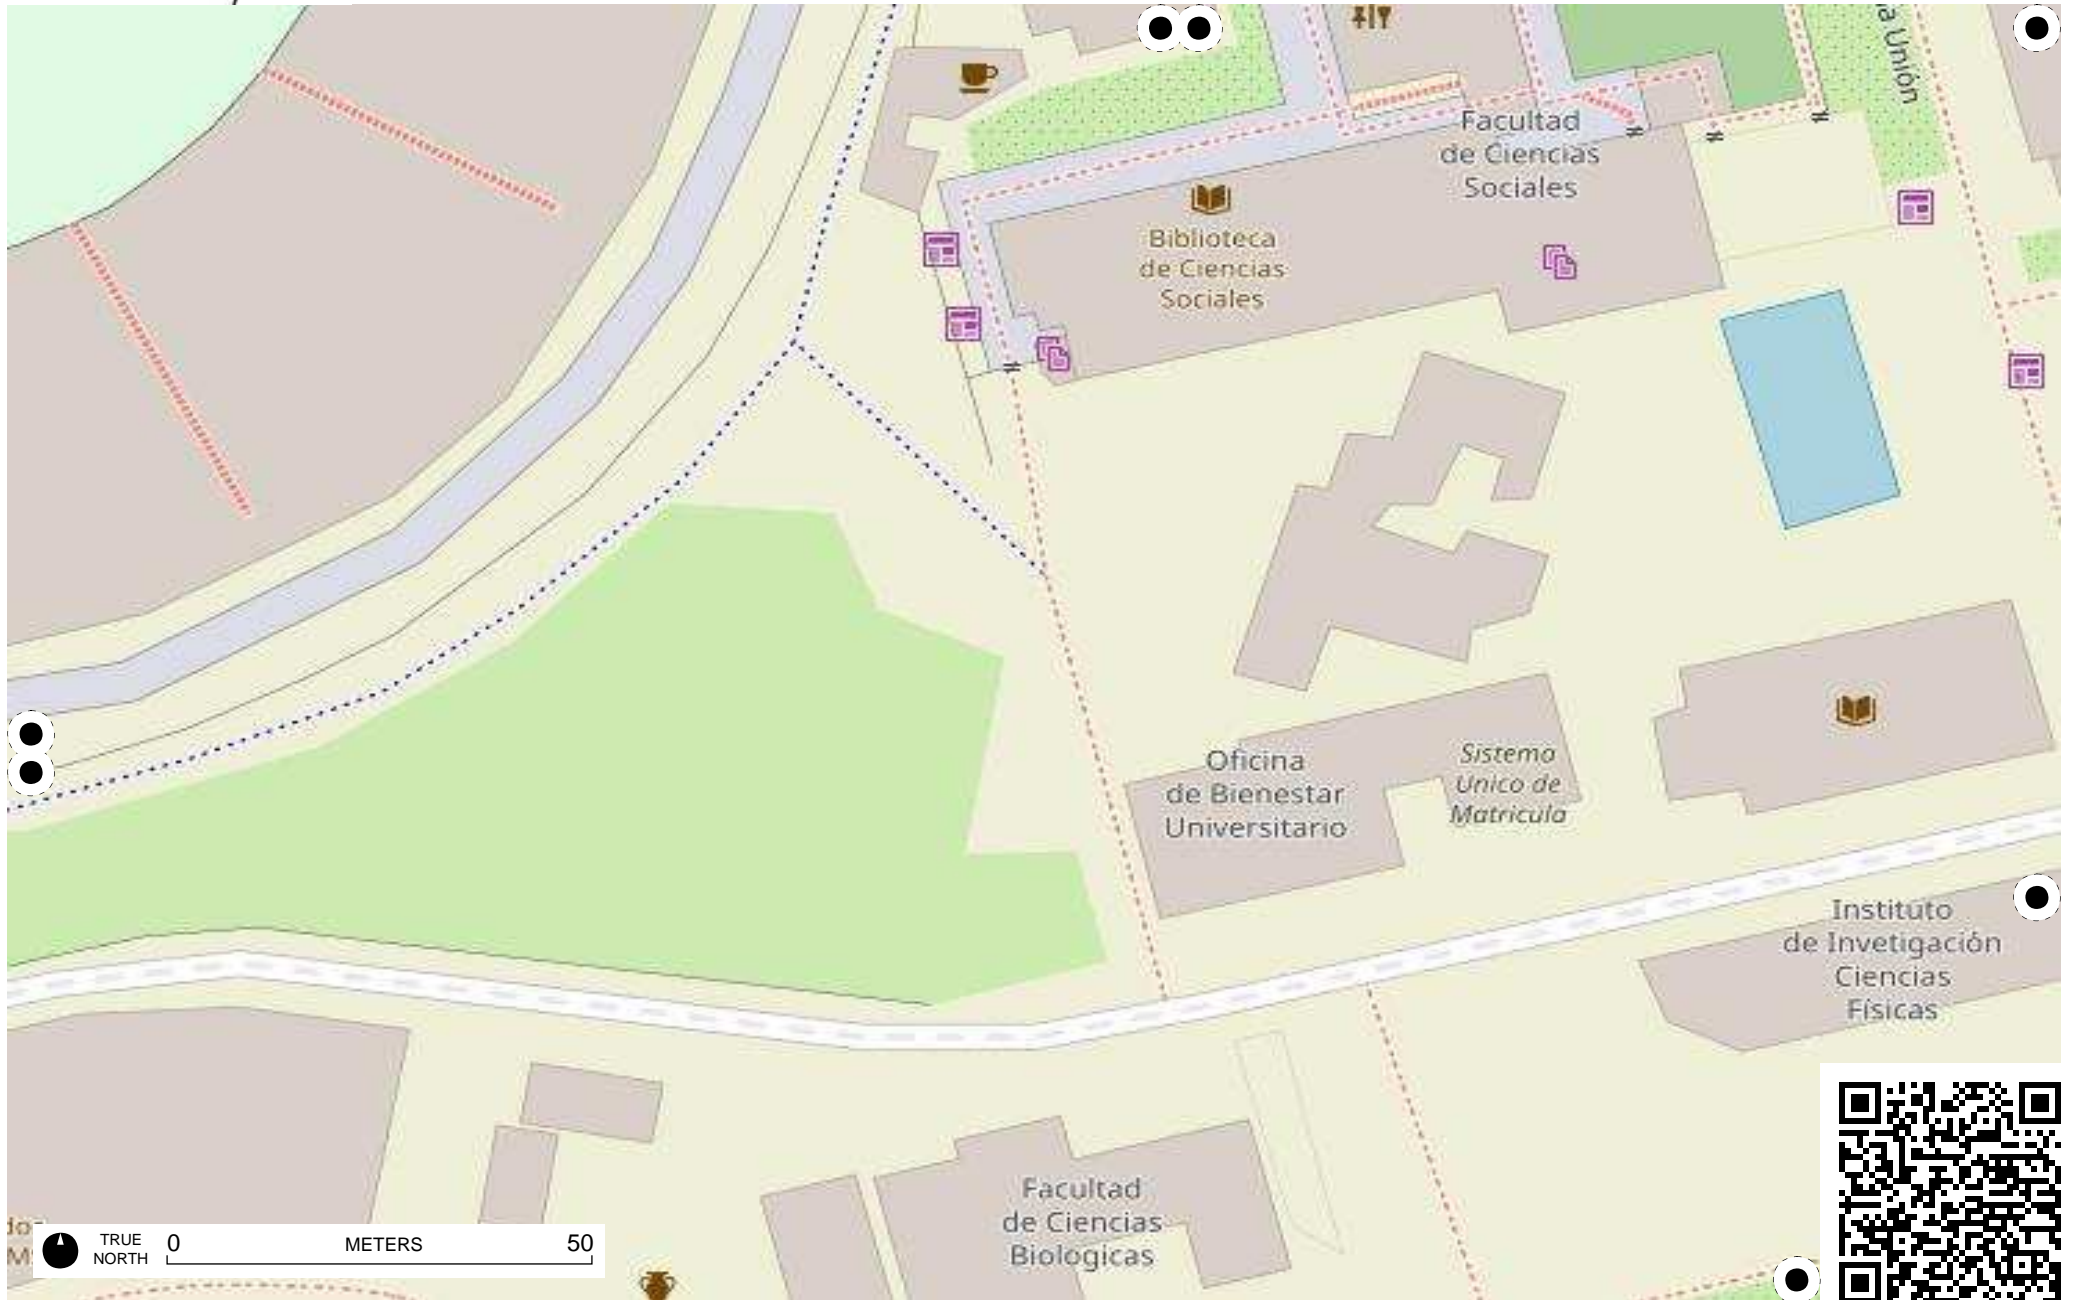 a Unión
Facultad
de Ciencias
Sociales
Biblioteca
de Ciencias
Sociales
Oficina
de Bienestar
Universitario
Sistema
Unico de
Matricula
Instituto
de Invetigación
Ciencias
Físicas
Facultad
de Ciencias
Biologicas
TRUE
NORTH
0
METERS
50